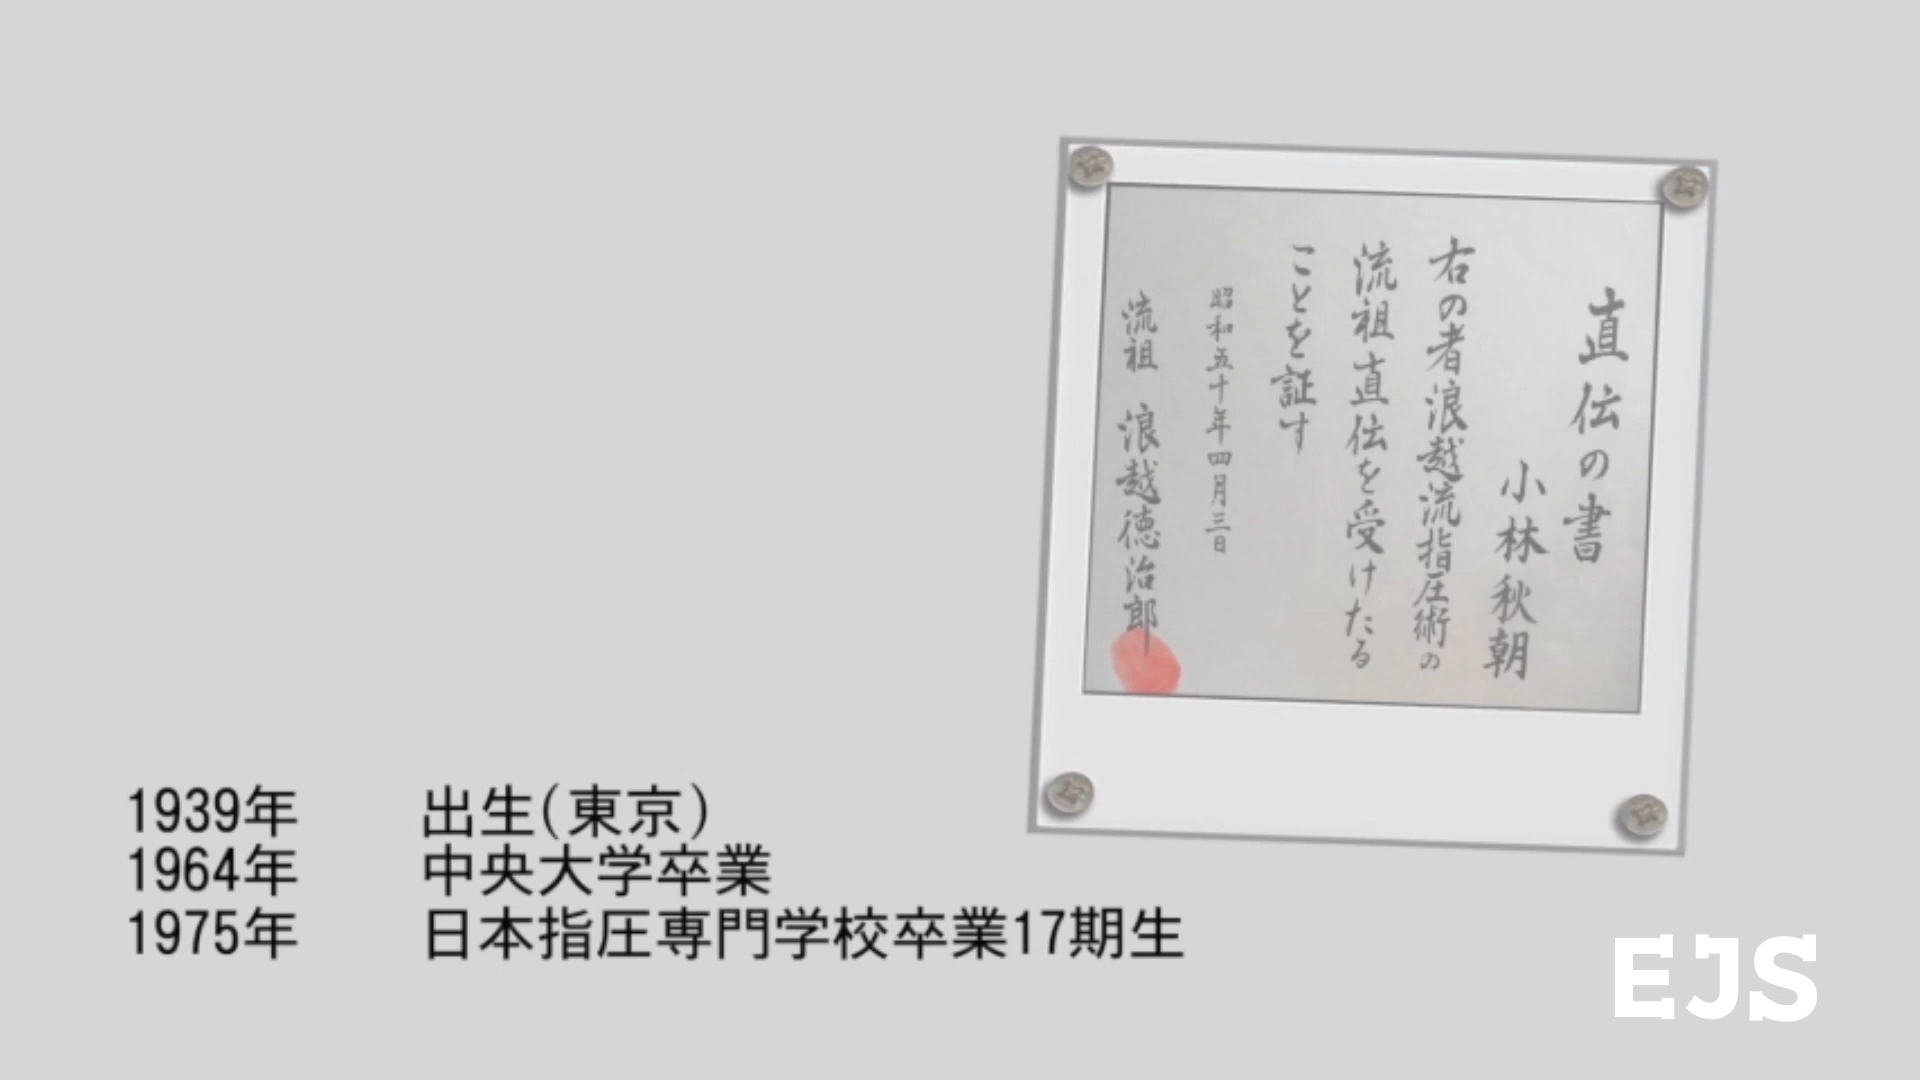 直伝の書
小林秋朝
右の者浪越流指圧術の
流祖直伝を受けたる
ことを証す
昭和五十年四月三日
流祖 浪越徳治郎
1939年 出生(東京)
1964年 中央大学卒業
1975年 日本指圧専門学校卒業17期生
EJS